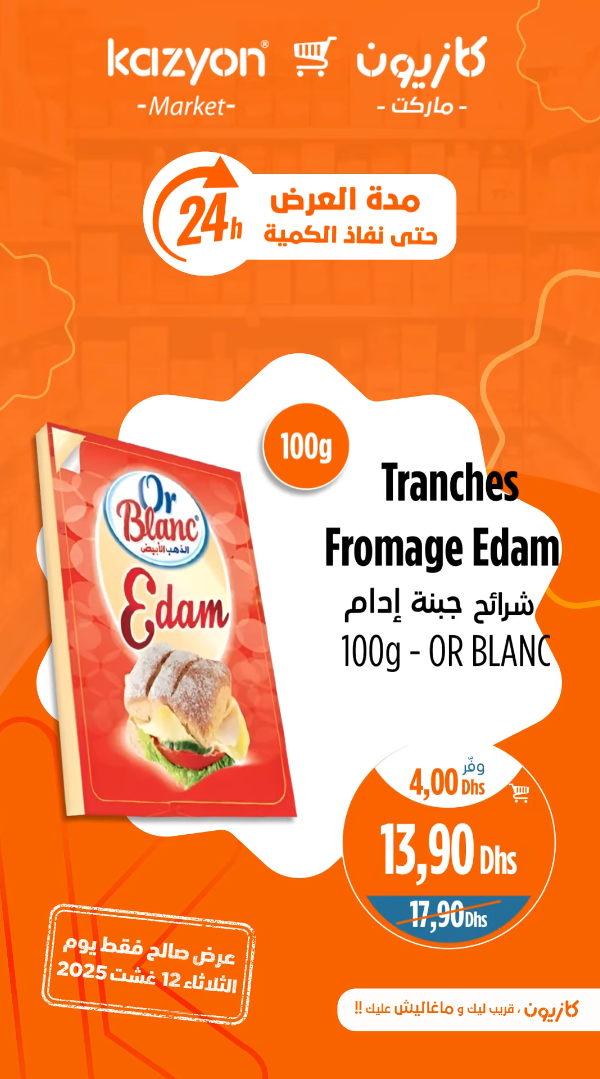 kazyon®
-Market-
كازيون
- ماركت -
24h
مدة العرض
حتى نفاذ الكمية
100g
Or
Blanc®
الذهب الأبيض
Edam
Tranches
Fromage Edam
شرائح جبنة إدام
100g - OR BLANC
وفّر
4,00 Dhs
13,90 Dhs
17,90 Dhs
عرض صالح فقط يوم
الثلاثاء 12 غشت 2025
كازيون ، قريب ليك و ماغاليش عليك !!